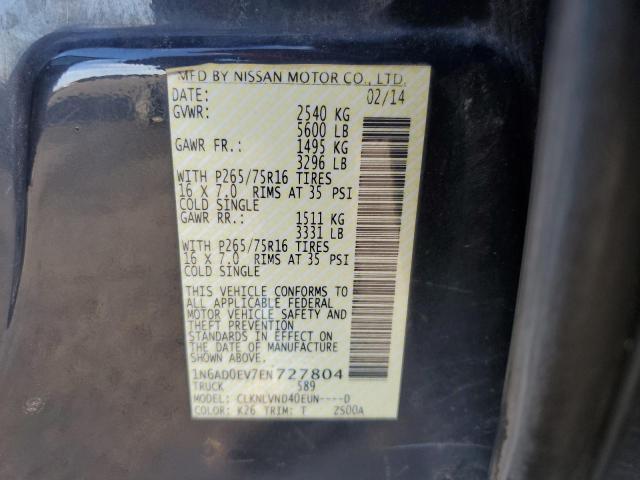 MFD BY NISSAN MOTOR CO., LTD.
DATE: 02/14
GVWR: 2540 KG
5600 LB
GAWR FR.: 1495 KG
3296 LB
WITH P265/75R16 TIRES
16 X 7.0 RIMS AT 35 PSI
COLD SINGLE
GAWR RR.: 1511 KG
3331 LB
WITH P265/75R16 TIRES
16 X 7.0 RIMS AT 35 PSI
COLD SINGLE
THIS VEHICLE CONFORMS TO
ALL APPLICABLE FEDERAL
MOTOR VEHICLE SAFETY AND
THEFT PREVENTION
STANDARDS IN EFFECT ON
THE DATE OF MANUFACTURE
SHOWN ABOVE.
1N6AD0EV7EN727804
TRUCK 589
MODEL: CLKNLVND40EUN----D
COLOR: K26 TRIM: T 2500A